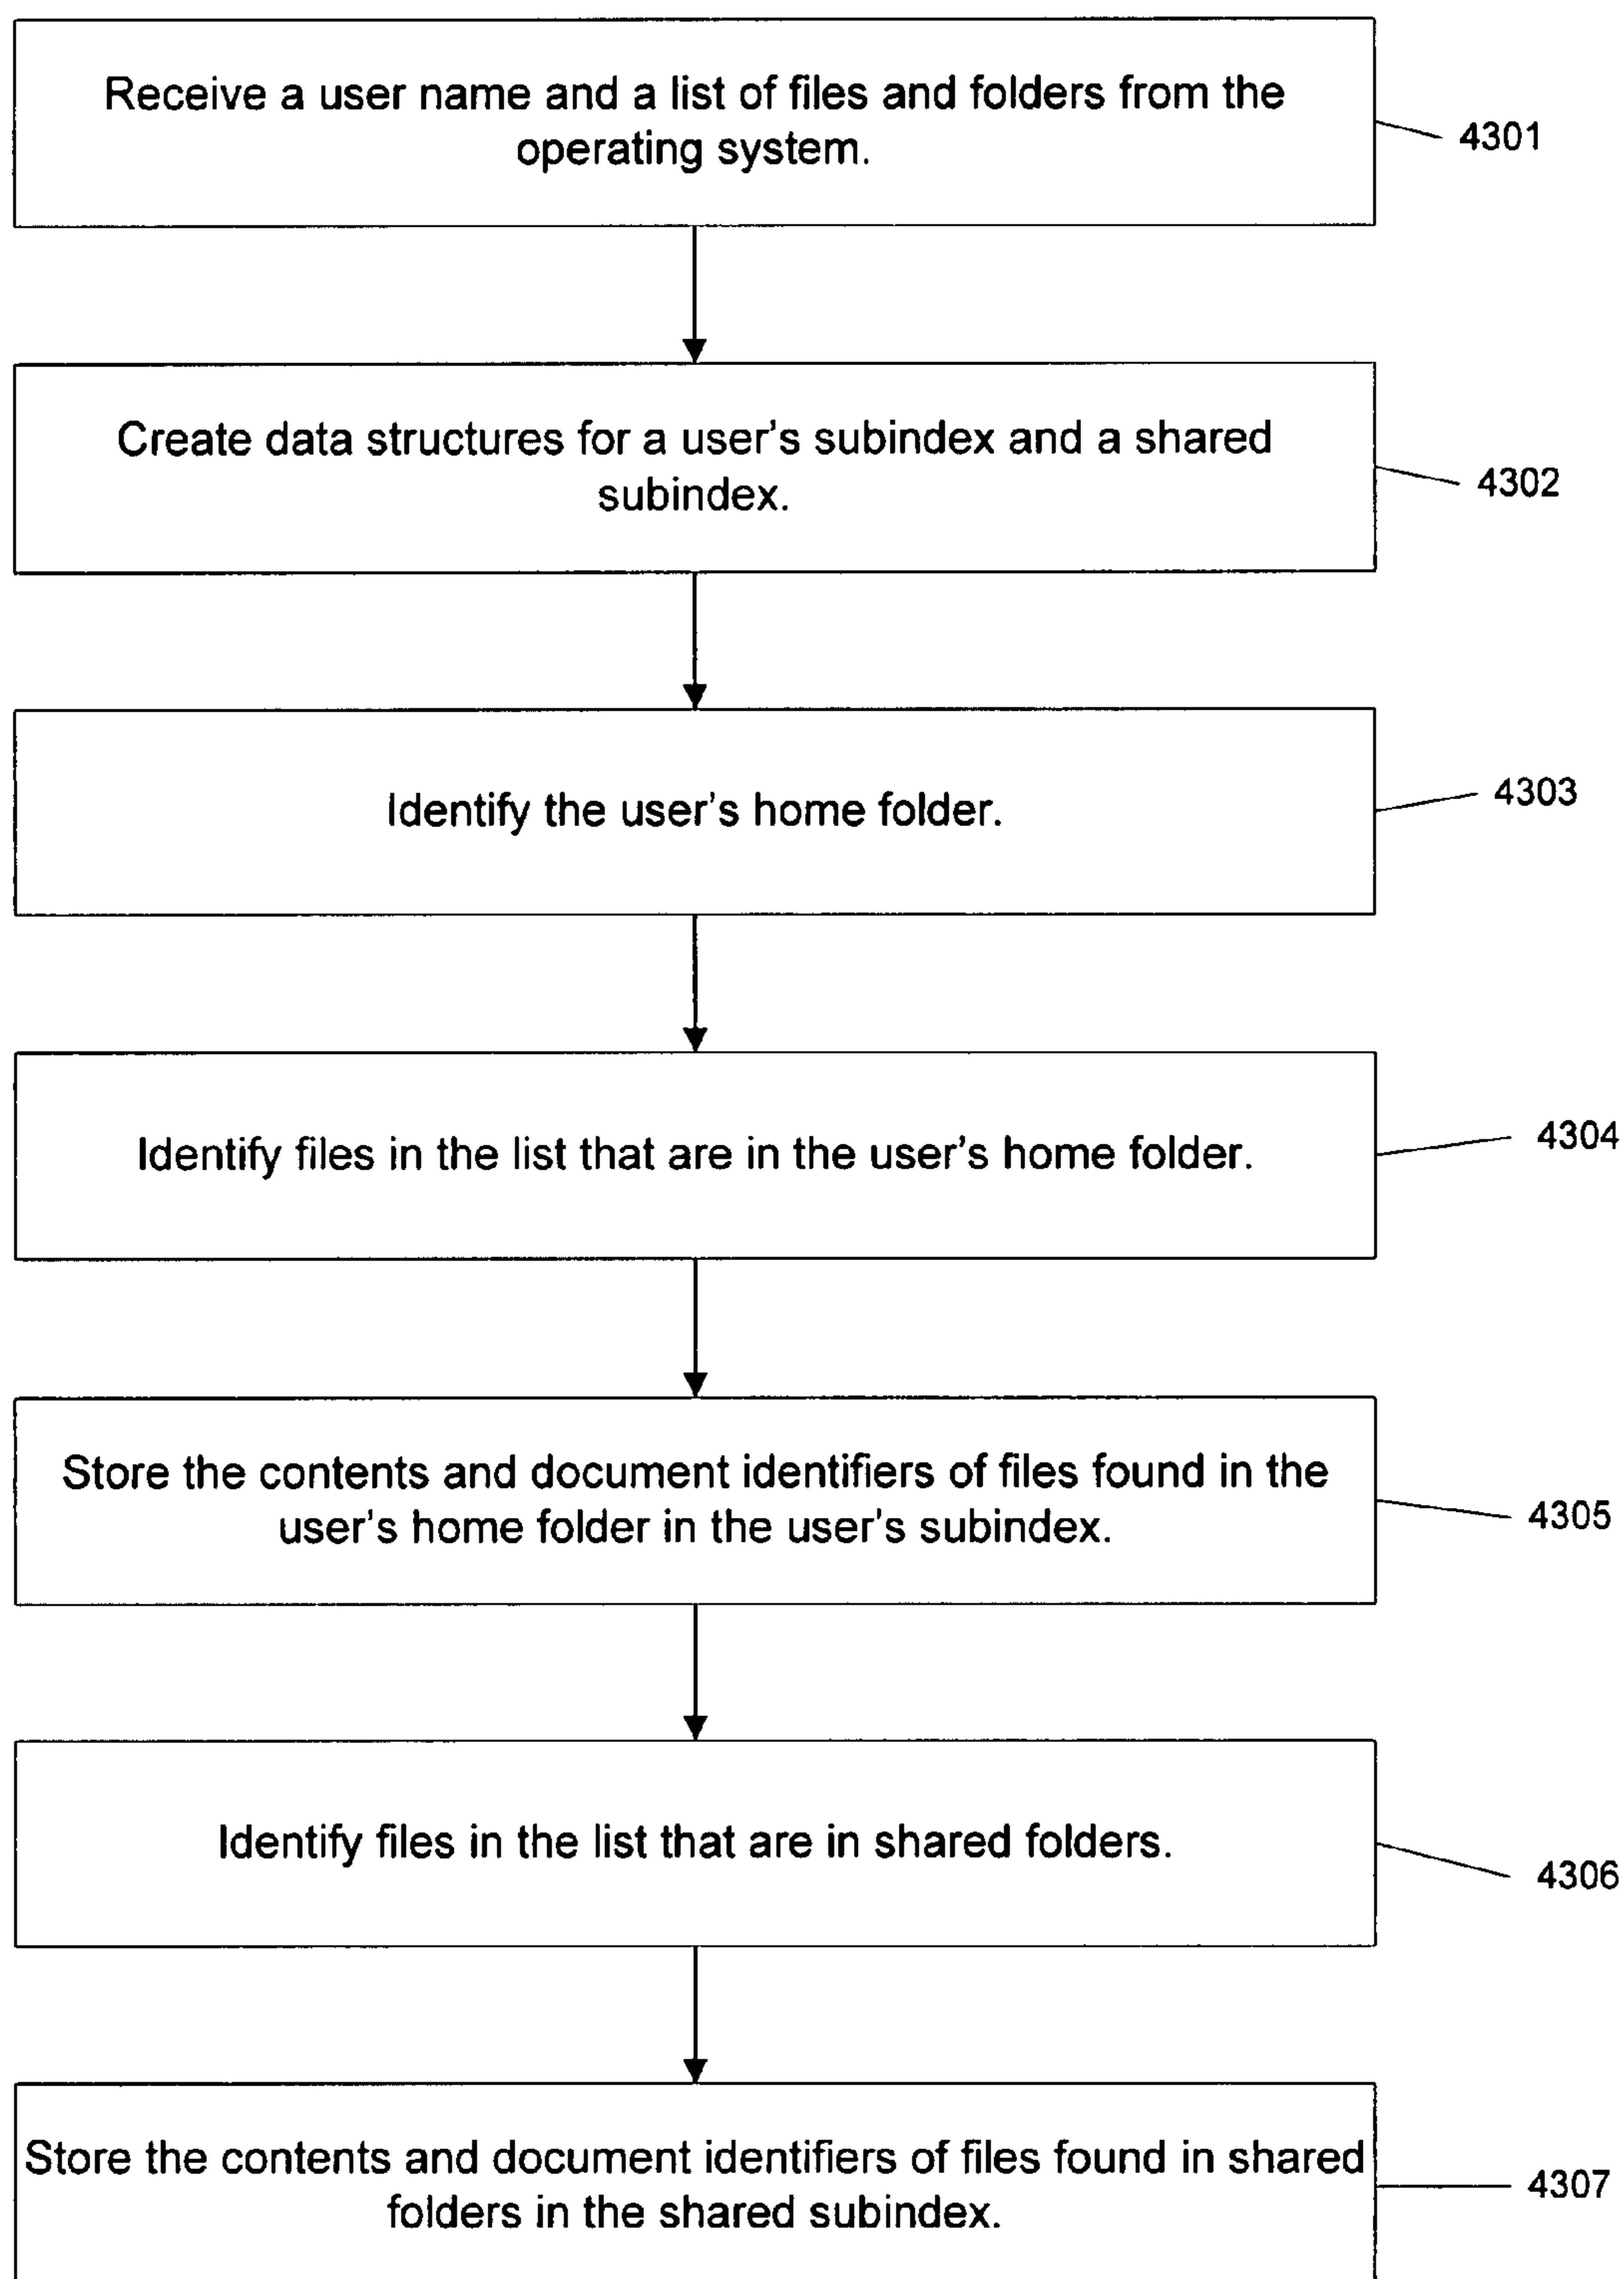 Receive a user name and a list of files and folders from the
operating system.
4301
Create data structures for a user's subindex and a shared
subindex.
4302
Identify the user's home folder.
4303
Identify files in the list that are in the user's home folder.
4304
Store the contents and document identifiers of files found in the
user's home folder in the user's subindex.
4305
Identify files in the list that are in shared folders.
4306
Store the contents and document identifiers of files found in shared
folders in the shared subindex.
4307